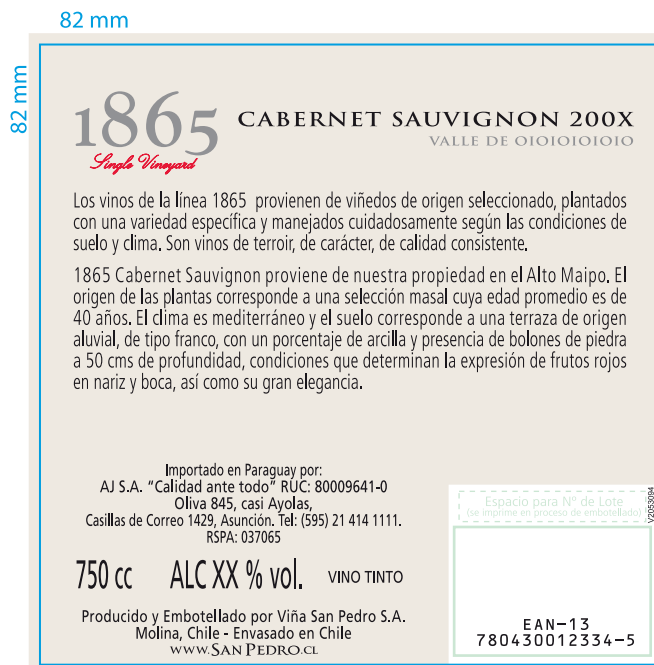 82 mm
82 mm
1865
Single Vineyard
CABERNET SAUVIGNON 200X
VALLE DE OIOIOIOIOIO
Los vinos de la línea 1865 provienen de viñedos de origen seleccionado, plantados
con una variedad específica y manejados cuidadosamente según las condiciones de
suelo y clima. Son vinos de terroir, de carácter, de calidad consistente.
1865 Cabernet Sauvignon proviene de nuestra propiedad en el Alto Maipo. El
origen de las plantas corresponde a una selección masal cuya edad promedio es de
40 años. El clima es mediterráneo y el suelo corresponde a una terraza de origen
aluvial, de tipo franco, con un porcentaje de arcilla y presencia de bolones de piedra
a 50 cms de profundidad, condiciones que determinan la expresión de frutos rojos
en nariz y boca, así como su gran elegancia.
Importado en Paraguay por:
AJ S.A. “Calidad ante todo” RUC: 80009641-0
Oliva 845, casi Ayolas,
Casillas de Correo 1429, Asunción. Tel: (595) 21 414 1111.
RSPA: 037065
750 cc ALC XX % vol. VINO TINTO
Producido y Embotellado por Viña San Pedro S.A.
Molina, Chile - Envasado en Chile
WWW.SAN PEDRO.CL
Espacio para Nº de Lote
(se imprime en proceso de embotellado)
V2053094
EAN-13
780430012334-5